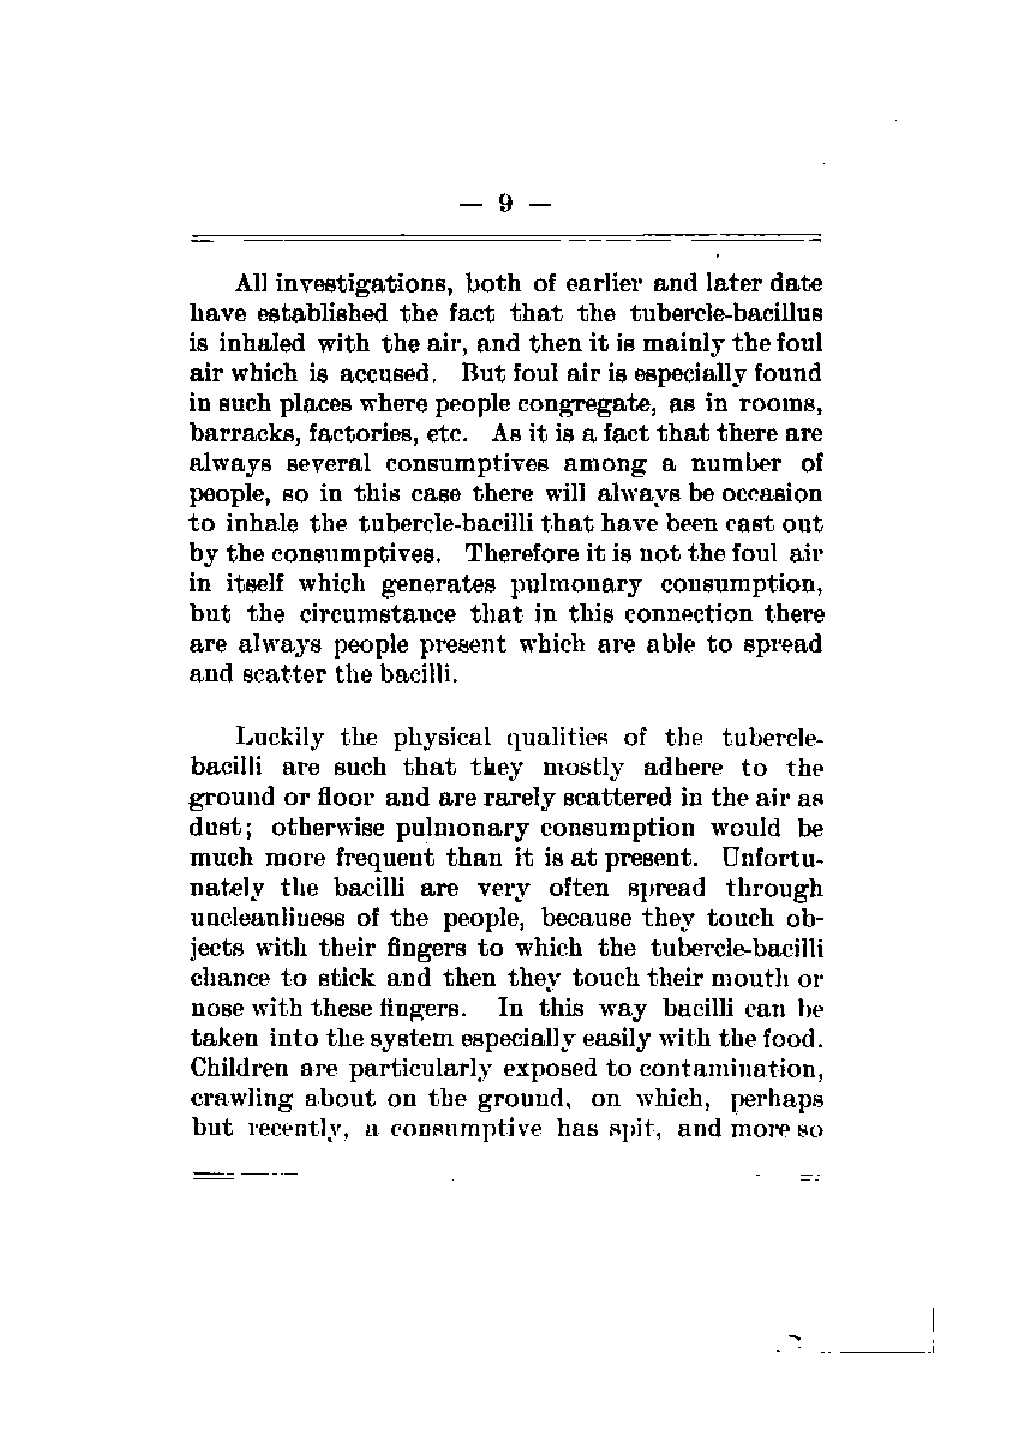 — 9 —
All investigations, both of earlier and later date
have established the fact that the tubercle-bacillus
is inhaled with the air, and then it is mainly the foul
air which is accused. But foul air is especially found
in such places where people congregate, as in rooms,
barracks, factories, etc. As it is a fact that there are
always several consumptives among a number of
people, so in this case there will always be occasion
to inhale the tubercle-bacilli that have been cast out
by the consumptives. Therefore it is not the foul air
in itself which generates pulmonary consumption,
but the circumstance that in this connection there
are always people present which are able to spread
and scatter the bacilli.
Luckily the physical qualities of the tubercle-
bacilli are such that they mostly adhere to the
ground or floor and are rarely scattered in the air as
dust; otherwise pulmonary consumption would be
much more frequent than it is at present. Unfortu-
nately the bacilli are very often spread through
uncleanliness of the people, because they touch ob-
jects with their fingers to which the tubercle-bacilli
chance to stick and then they touch their mouth or
nose with these fingers. In this way bacilli can be
taken into the system especially easily with the food.
Children are particularly exposed to contamination,
crawling about on the ground, on which, perhaps
but recently, a consumptive has spit, and more so